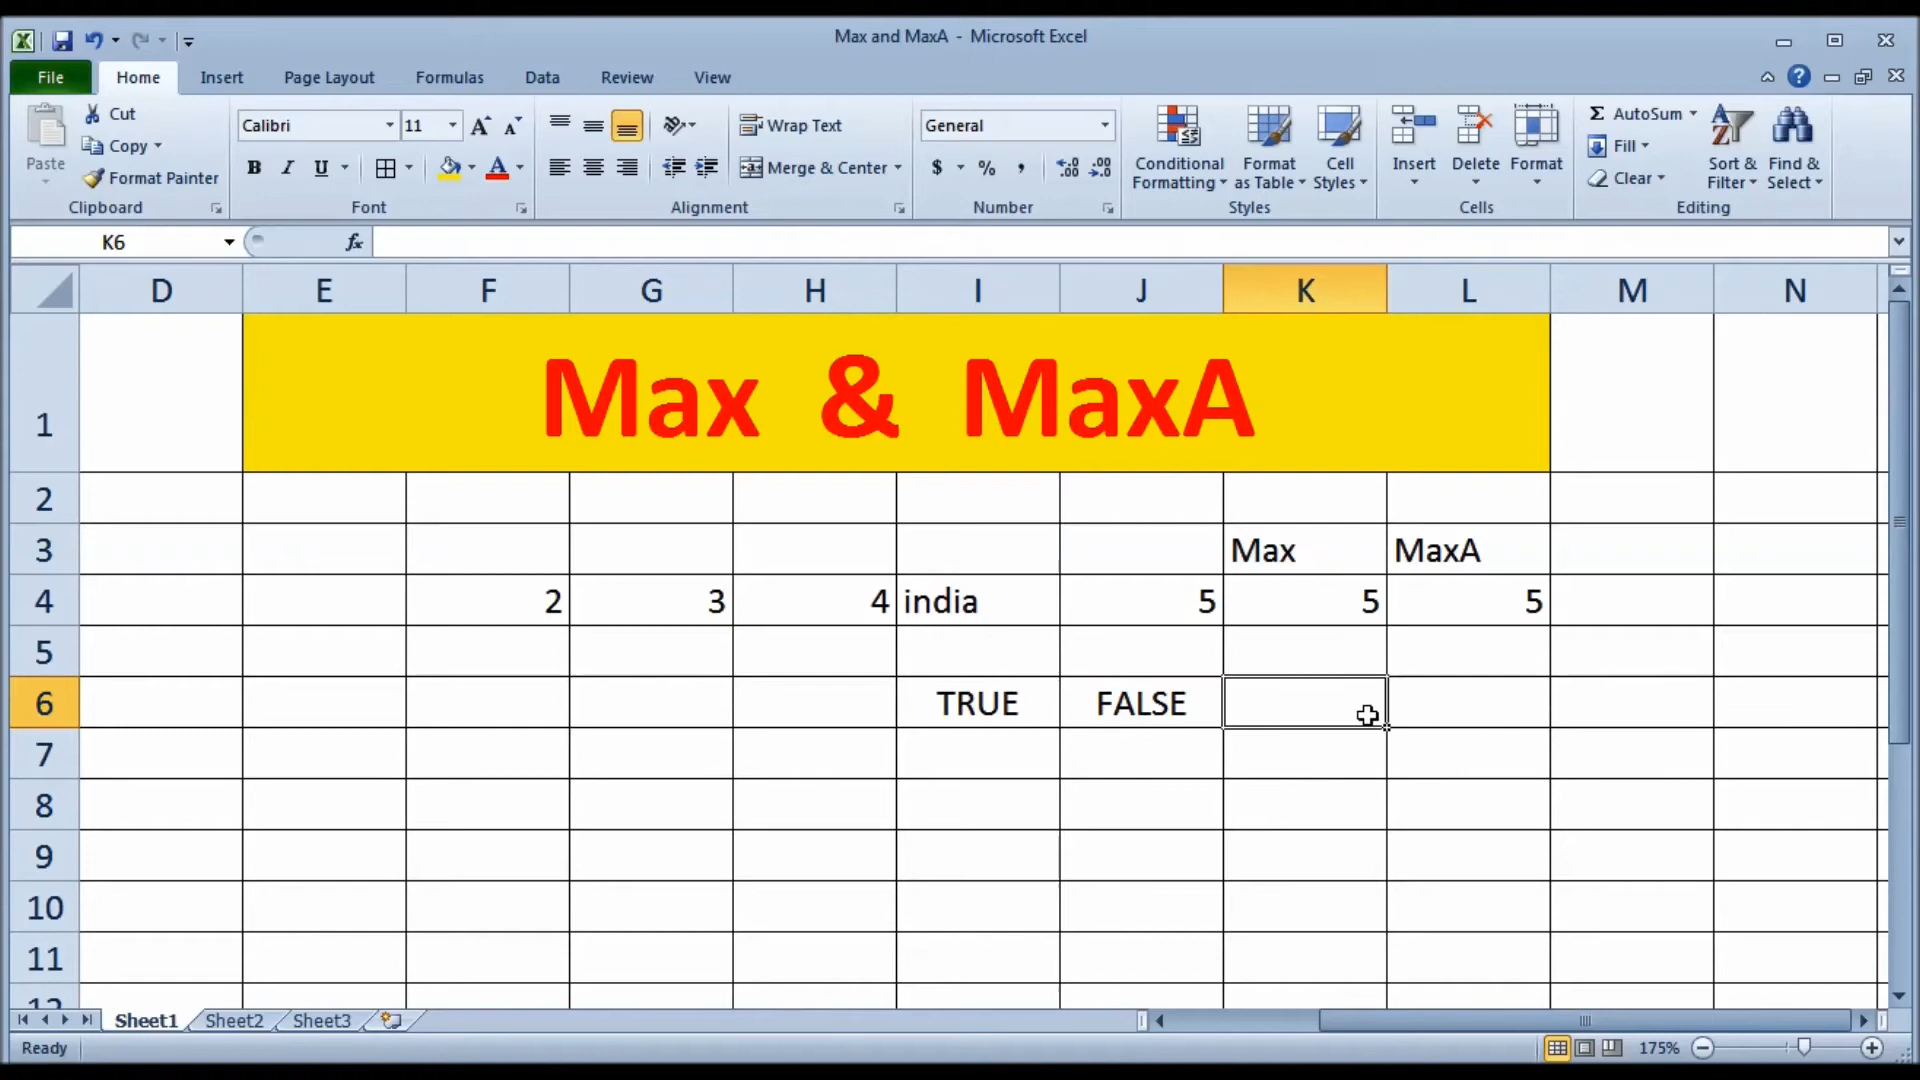 Max and MaxA - Microsoft Excel
File Home Insert Page Layout Formulas Data Review View
Paste
Cut
Copy
Format Painter
Clipboard
Calibri 11
B I U
Font
Wrap Text
Merge & Center
Alignment
General
$ % ,
Number
Conditional Formatting
Format as Table
Cell Styles
Styles
Insert Delete Format
Cells
AutoSum
Fill
Clear
Sort & Filter
Find & Select
Editing
K6 fx
D E F G H I J K L M N
1 Max & MaxA
2
3 Max MaxA
4 2 3 4 india 5 5 5
5
6 TRUE FALSE
7
8
9
10
11
12
Sheet1 Sheet2 Sheet3
Ready 175%